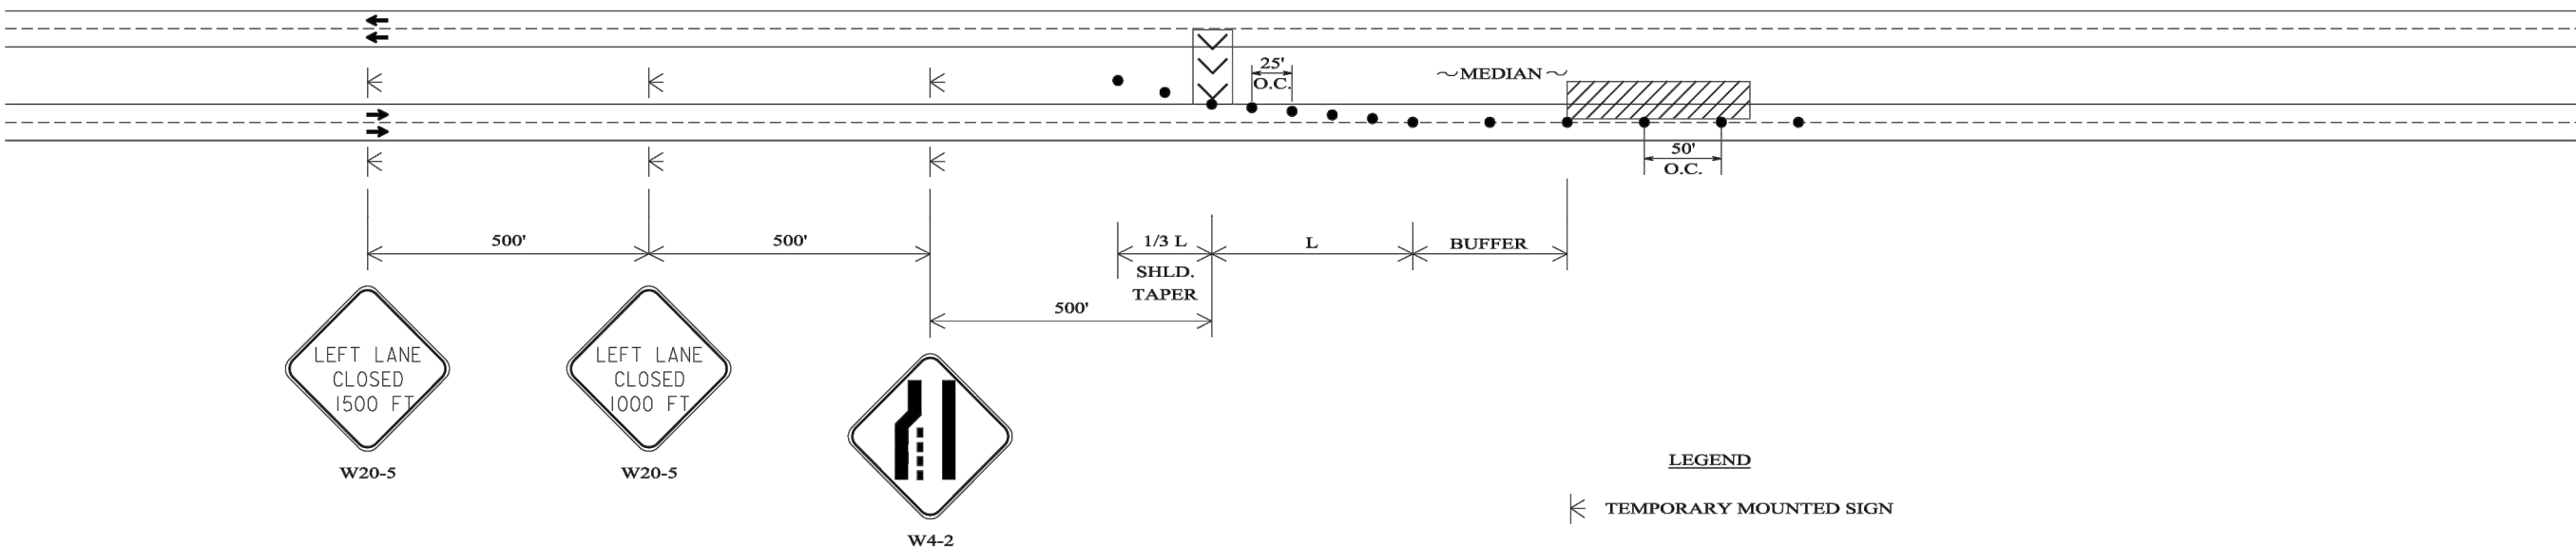 25'
O.C.
MEDIAN
50'
O.C.
500'
500'
1/3 L
L
BUFFER
SHLD.
TAPER
500'
LEFT LANE
CLOSED
1500 FT
W20-5
LEFT LANE
CLOSED
1000 FT
W20-5
W4-2
LEGEND
TEMPORARY MOUNTED SIGN